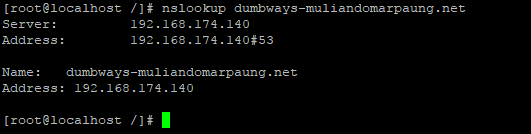 [root@localhost /]# nslookup dumbways-muliandomarpaung.net
Server: 192.168.174.140
Address: 192.168.174.140#53
Name: dumbways-muliandomarpaung.net
Address: 192.168.174.140
[root@localhost /]#